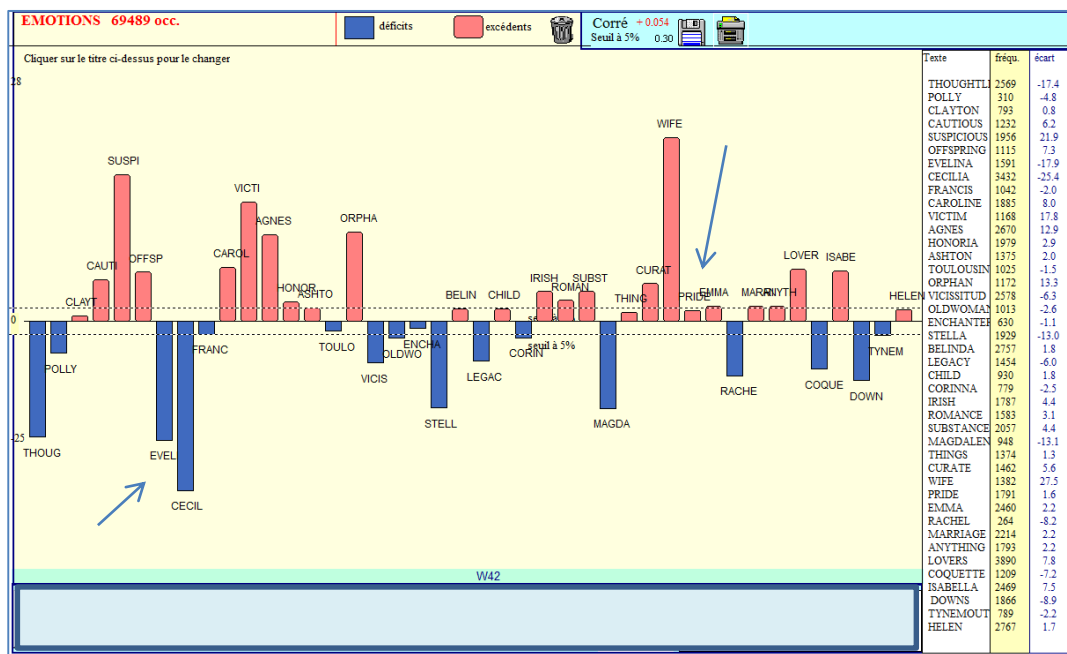 EMOTIONS 69489 occ.
déficits
excédents
Corré + 0.054
Seuil à 5% 0.30
Cliquer sur le titre ci-dessus pour le changer
28
0
-25
THOUG
POLLY
CLAYT
CAUTI
SUSPI
OFFSP
EVEL
CECIL
FRANC
CAROL
VICTI
AGNES
HONOR
ASHTO
TOULO
ORPHA
VICIS
OLDWO
ENCHA
STELL
BELIN
LEGAC
CHILD
CORIN
IRISH
ROMAN
SUBST
MAGDA
THING
CURAT
WIFE
PRIDE
EMMA
RACHE
MARRI
ANYTH
LOVER
COQUE
ISABE
DOWN
TYNEM
HELEN
seuil à 5%
W42
Texte fréqu. écart
THOUGHTLI 2569 -17.4
POLLY 310 -4.8
CLAYTON 793 0.8
CAUTIOUS 1232 6.2
SUSPICIOUS 1956 21.9
OFFSPRING 1115 7.3
EVELINA 1591 -17.9
CECILIA 3432 -25.4
FRANCIS 1042 -2.0
CAROLINE 1885 8.0
VICTIM 1168 17.8
AGNES 2670 12.9
HONORIA 1979 2.9
ASHTON 1375 2.0
TOULOUSIN 1025 -1.5
ORPHAN 1172 13.3
VICISSITUD 2578 -6.3
OLDWOMAN 1013 -2.6
ENCHANTER 630 -1.1
STELLA 1929 -13.0
BELINDA 2757 1.8
LEGACY 1454 -6.0
CHILD 930 1.8
CORINNA 779 -2.5
IRISH 1787 4.4
ROMANCE 1583 3.1
SUBSTANCE 2057 4.4
MAGDALEN 948 -13.1
THINGS 1374 1.3
CURATE 1462 5.6
WIFE 1382 27.5
PRIDE 1791 1.6
EMMA 2460 2.2
RACHEL 264 -8.2
MARRIAGE 2214 2.2
ANYTHING 1793 2.2
LOVERS 3890 7.8
COQUETTE 1209 -7.2
ISABELLA 2469 7.5
DOWNS 1866 -8.9
TYNEMOUT 789 -2.2
HELEN 2767 1.7